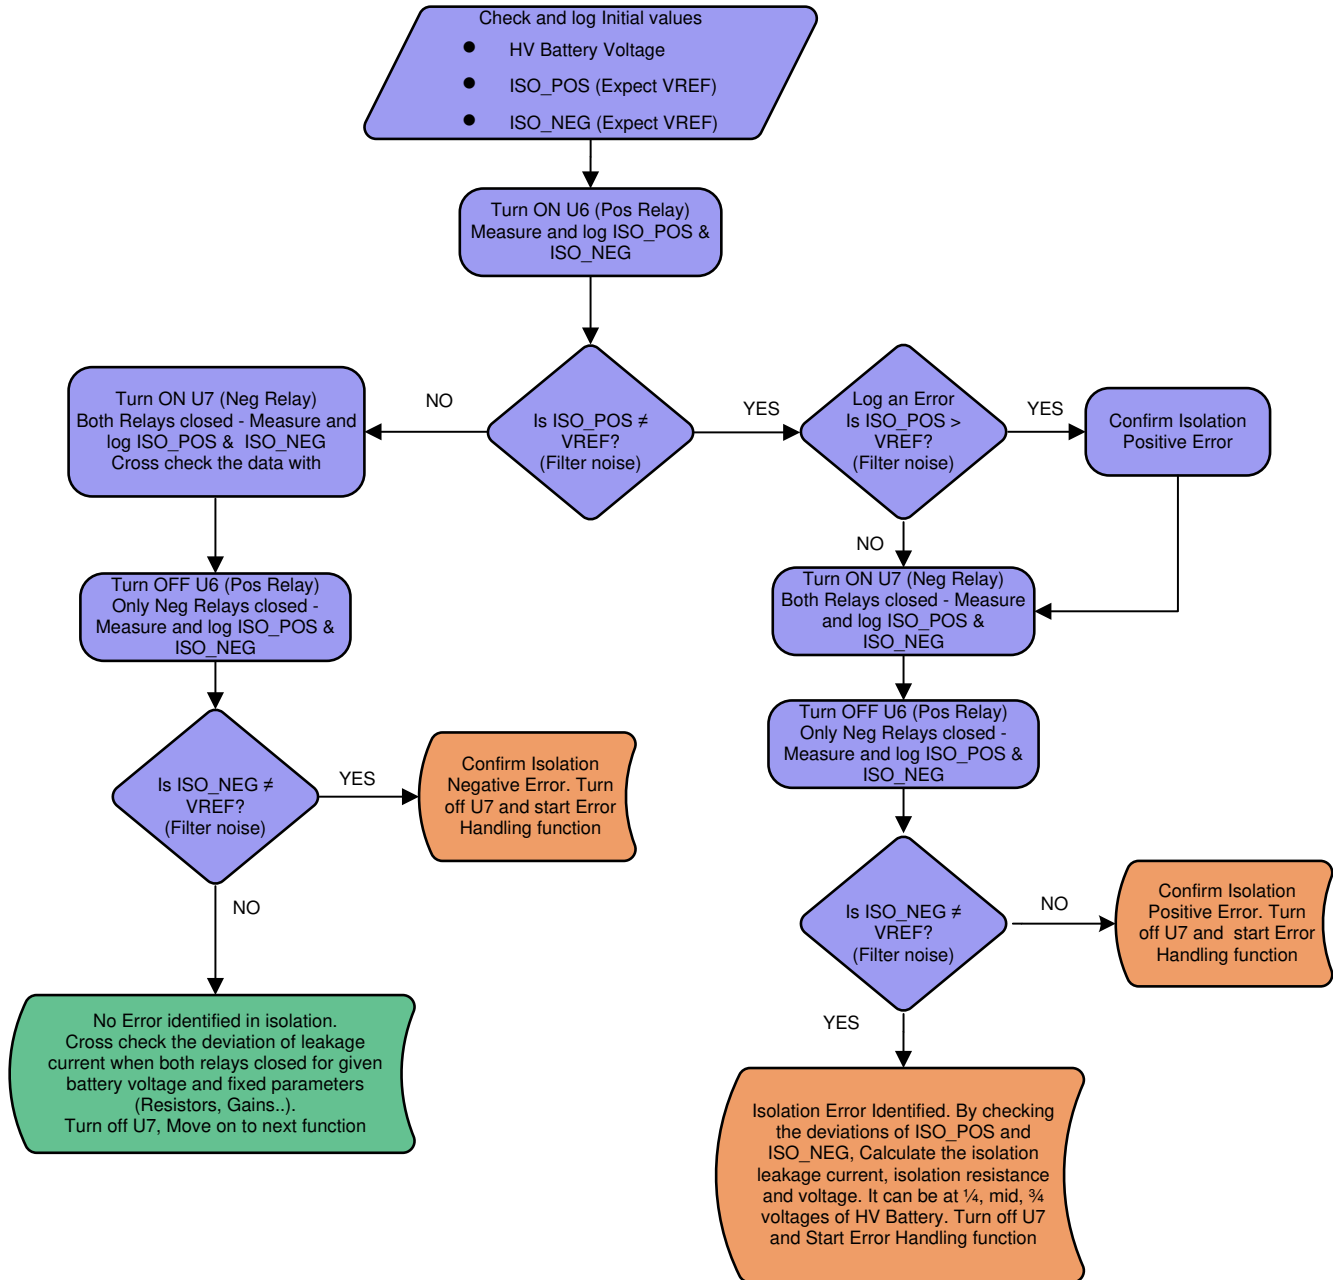 Check and log Initial values
● HV Battery Voltage
● ISO_POS (Expect VREF)
● ISO_NEG (Expect VREF)
Turn ON U6 (Pos Relay)
Measure and log ISO_POS &
ISO_NEG
Is ISO_POS ≠
VREF?
(Filter noise)
NO
YES
Turn ON U7 (Neg Relay)
Both Relays closed - Measure and
log ISO_POS & ISO_NEG
Cross check the data with
Log an Error
Is ISO_POS >
VREF?
(Filter noise)
YES
Confirm Isolation
Positive Error
NO
Turn OFF U6 (Pos Relay)
Only Neg Relays closed -
Measure and log ISO_POS &
ISO_NEG
Turn ON U7 (Neg Relay)
Both Relays closed - Measure
and log ISO_POS &
ISO_NEG
Turn OFF U6 (Pos Relay)
Only Neg Relays closed -
Measure and log ISO_POS &
ISO_NEG
Is ISO_NEG ≠
VREF?
(Filter noise)
YES
Confirm Isolation
Negative Error. Turn
off U7 and start Error
Handling function
NO
Is ISO_NEG ≠
VREF?
(Filter noise)
NO
Confirm Isolation
Positive Error. Turn
off U7 and start Error
Handling function
YES
No Error identified in isolation.
Cross check the deviation of leakage
current when both relays closed for given
battery voltage and fixed parameters
(Resistors, Gains..).
Turn off U7, Move on to next function
Isolation Error Identified. By checking
the deviations of ISO_POS and
ISO_NEG, Calculate the isolation
leakage current, isolation resistance
and voltage. It can be at ¼, mid, ¾
voltages of HV Battery. Turn off U7
and Start Error Handling function